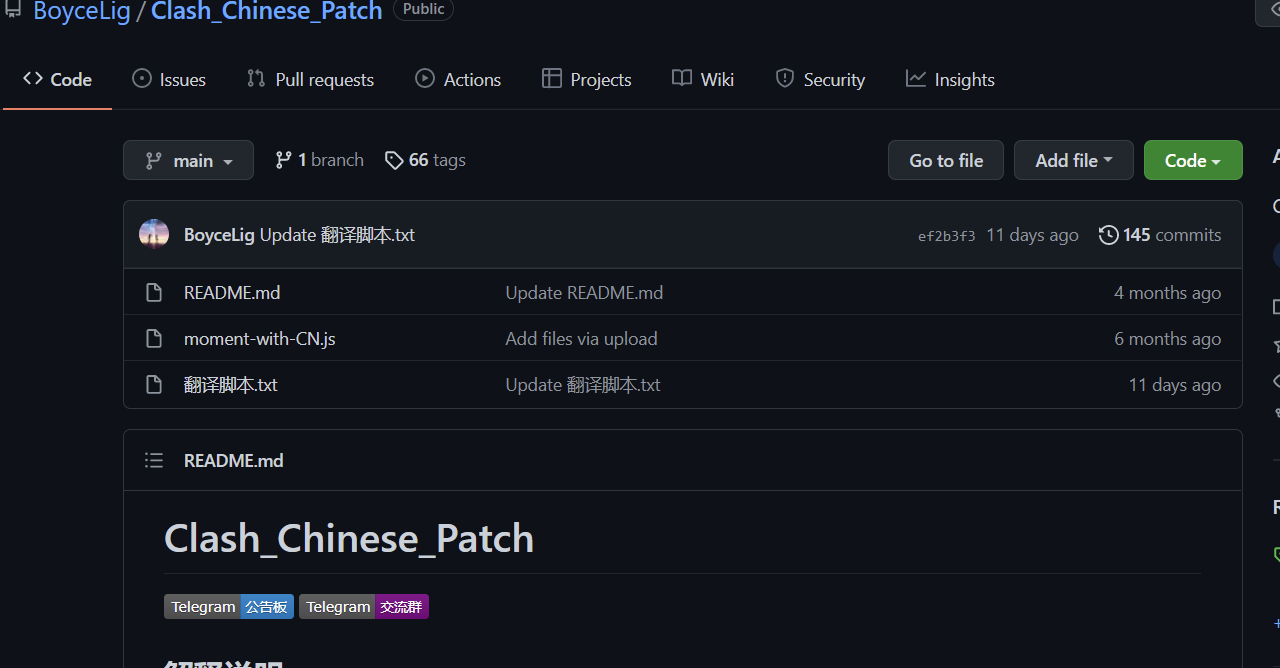 BoyceLig / Clash_Chinese_Patch Public
Code Issues Pull requests Actions Projects Wiki Security Insights
main 1 branch 66 tags Go to file Add file Code
BoyceLig Update 翻译脚本.txt ef2b3f3 11 days ago 145 commits
README.md Update README.md 4 months ago
moment-with-CN.js Add files via upload 6 months ago
翻译脚本.txt Update 翻译脚本.txt 11 days ago
README.md
Clash_Chinese_Patch
Telegram 公告板 Telegram 交流群